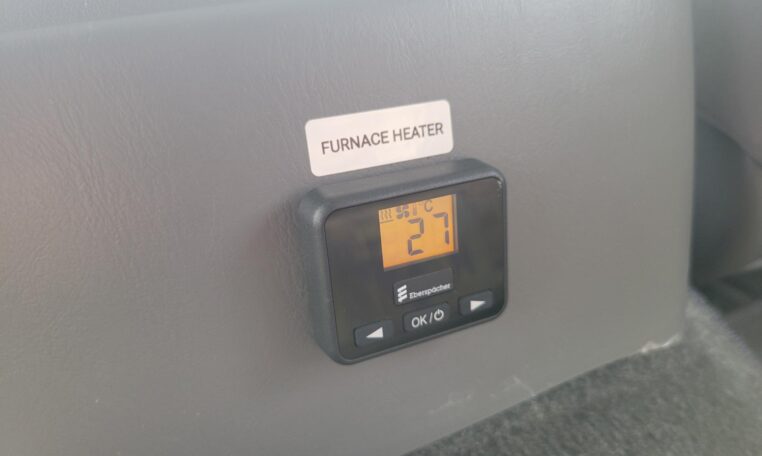 FURNACE HEATER
°C
27
Eberspächer
OK/⏻